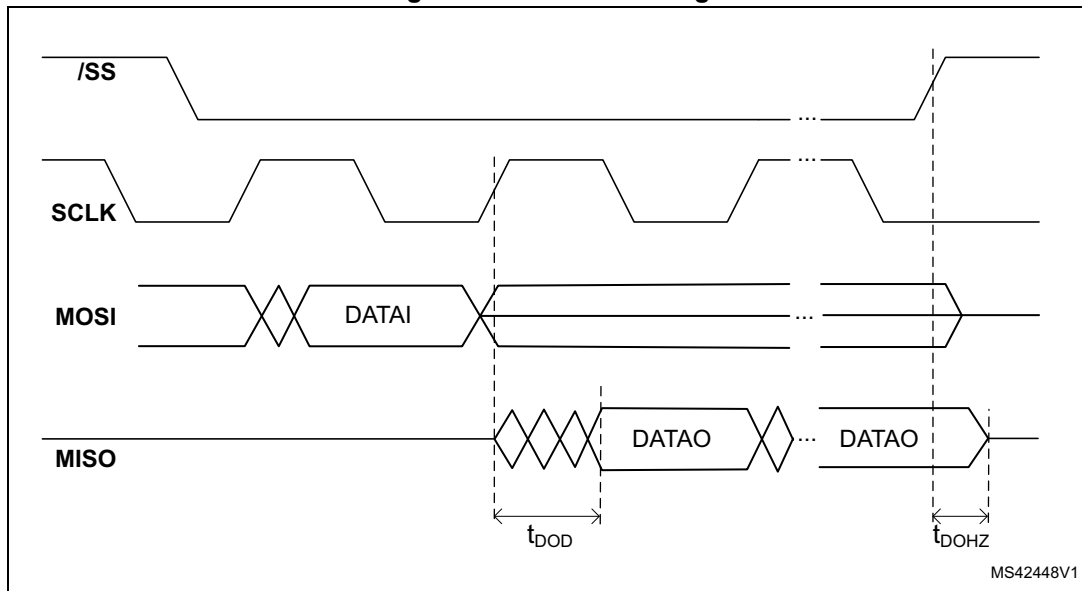 /SS
...
SCLK
...
MOSI
DATAI
...
MISO
DATAO
...
DATAO
tDOD
tDOHZ
MS42448V1